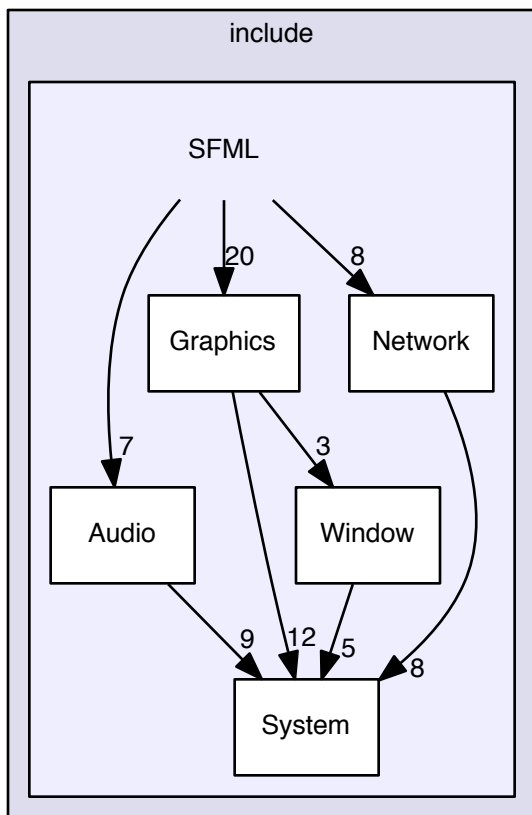 include
SFML
20
8
Graphics
Network
7
3
Audio
Window
9
12
5
8
System